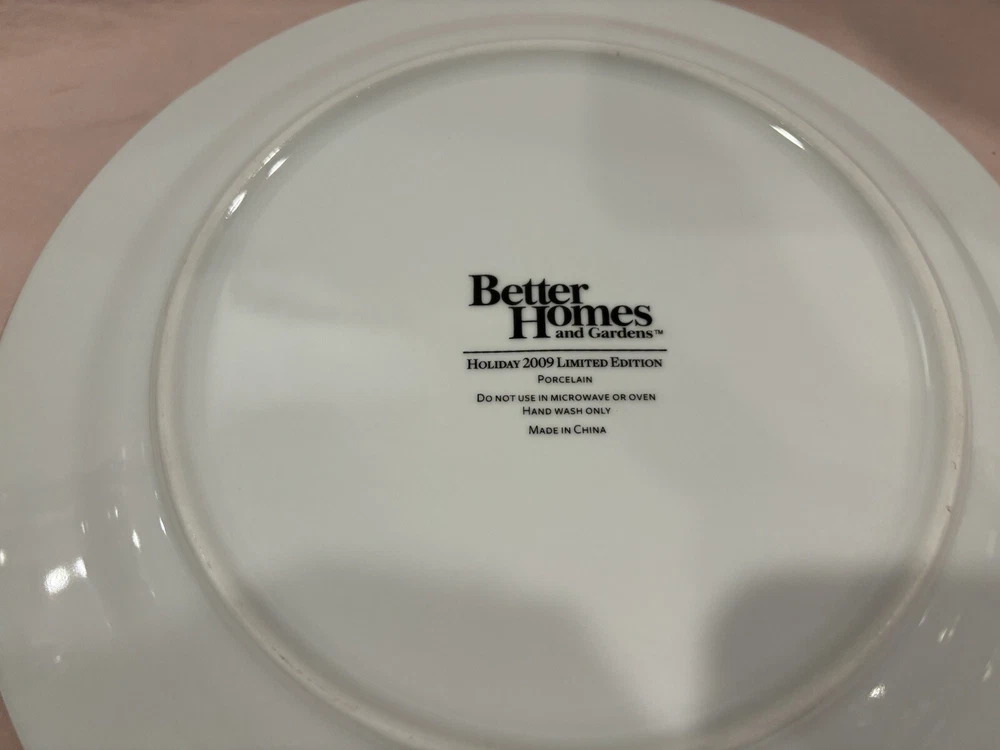 Better
Homes
and Gardens™
HOLIDAY 2009 LIMITED EDITION
PORCELAIN
DO NOT USE IN MICROWAVE OR OVEN
HAND WASH ONLY
MADE IN CHINA